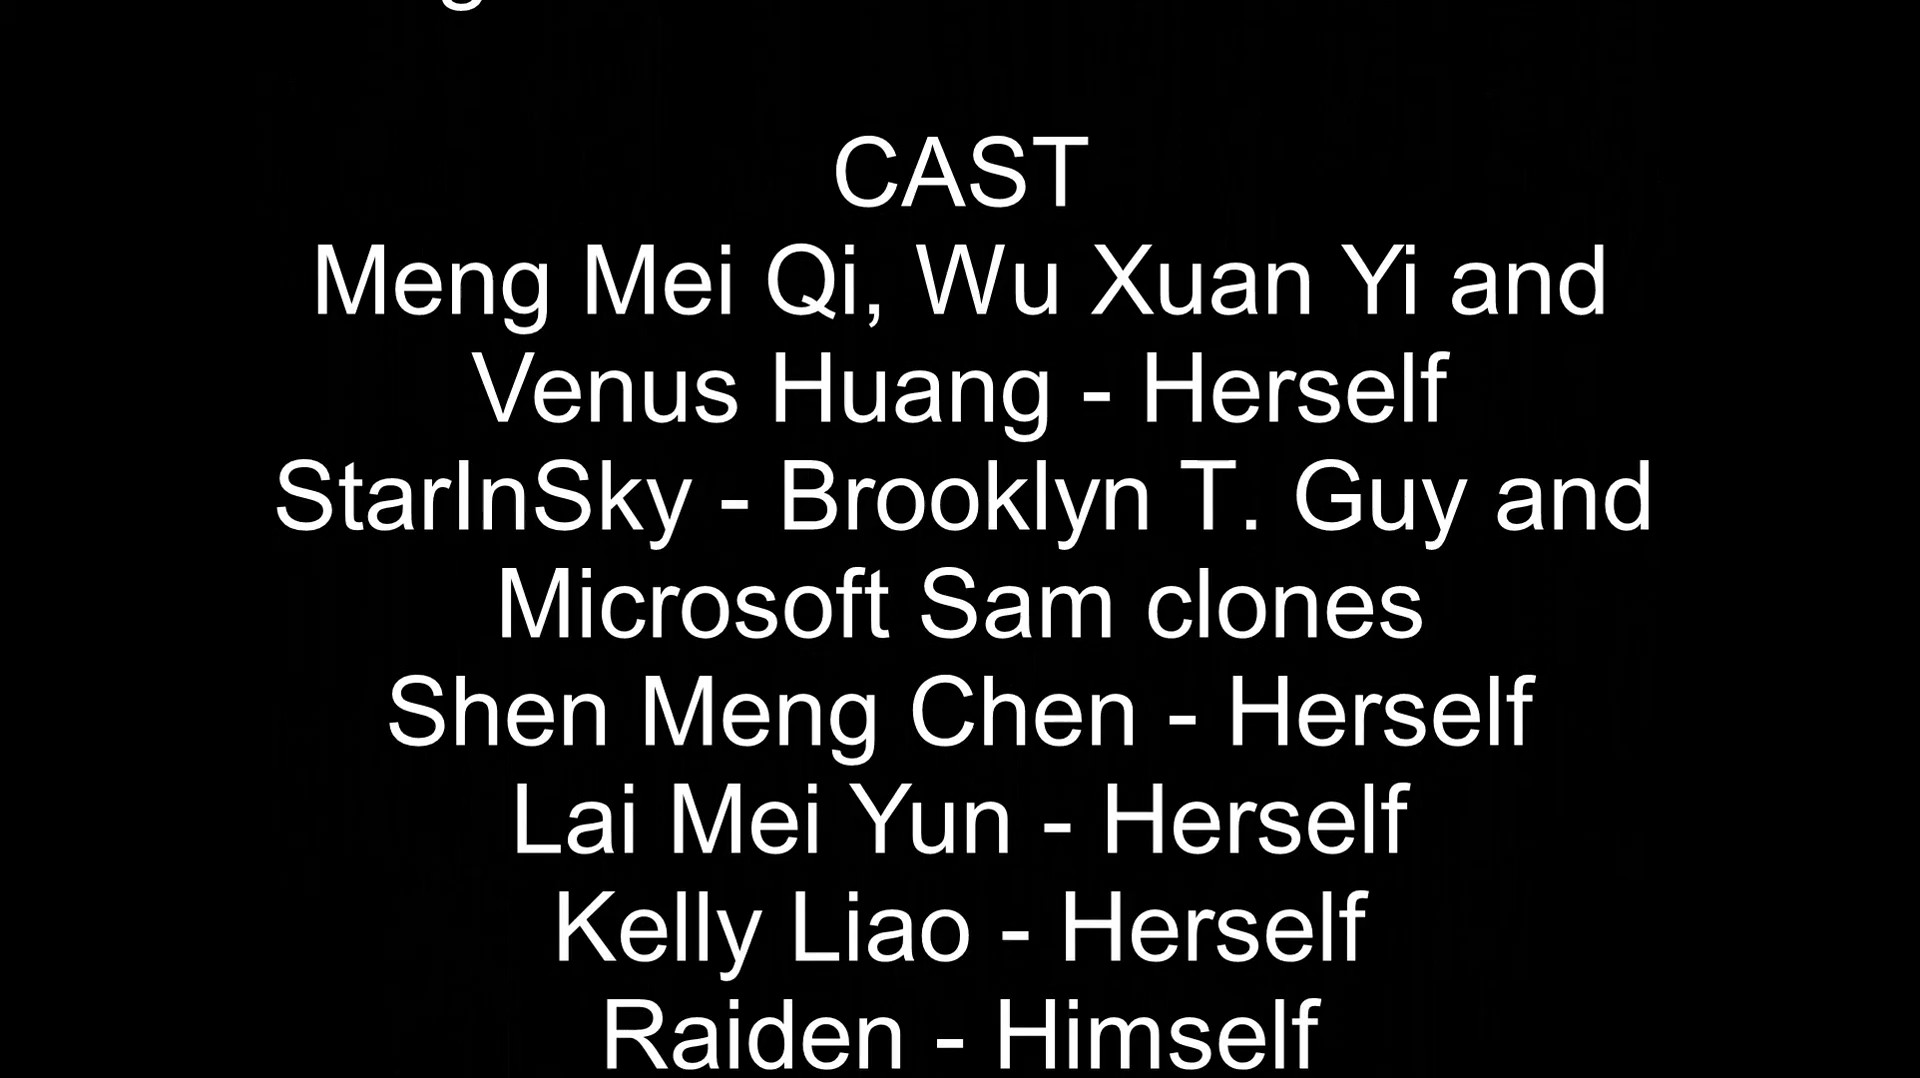 CAST
Meng Mei Qi, Wu Xuan Yi and
Venus Huang - Herself
StarInSky - Brooklyn T. Guy and
Microsoft Sam clones
Shen Meng Chen - Herself
Lai Mei Yun - Herself
Kelly Liao - Herself
Raiden - Himself